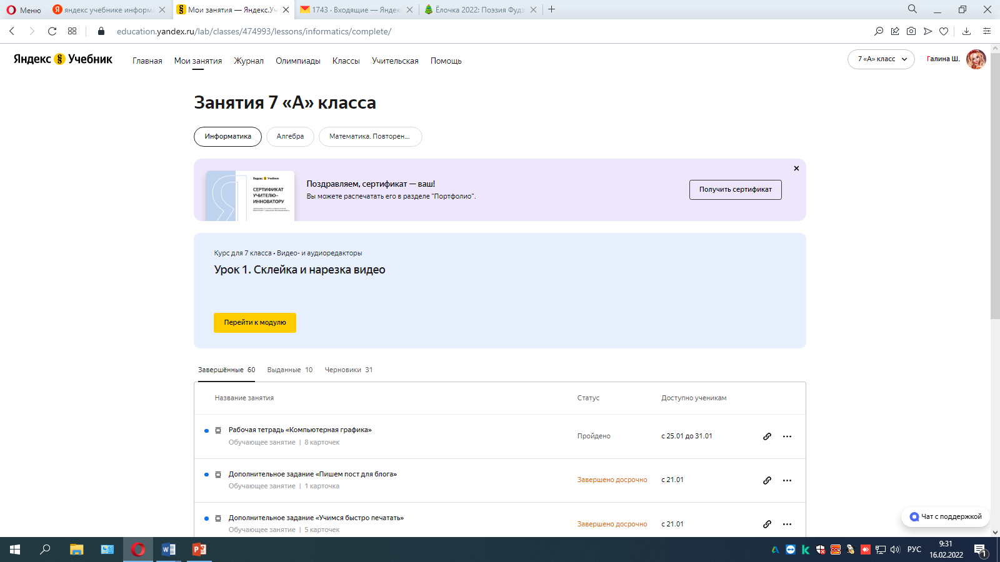 Меню
яндекс учебнике информа
Мои занятия — Яндекс.Уч
1743 · Входящие — Яндек
Ёлочка 2022: Поэзия Фудз
education.yandex.ru/lab/classes/474993/lessons/informatics/complete/
Яндекс Учебник
Главная
Мои занятия
Журнал
Олимпиады
Классы
Учительская
Помощь
7 «А» класс
Галина Ш.
Занятия 7 «А» класса
Информатика
Алгебра
Математика. Повторен...
Яндекс Учебник
СЕРТИФИКАТ
УЧИТЕЛЮ-
ИННОВАТОРУ
Поздравляем, сертификат — ваш!
Вы можете распечатать его в разделе "Портфолио".
Получить сертификат
Курс для 7 класса • Видео- и аудиоредакторы
Урок 1. Склейка и нарезка видео
Перейти к модулю
Завершённые 60
Выданные 10
Черновики 31
Название занятия
Статус
Доступно ученикам
Рабочая тетрадь «Компьютерная графика»
Обучающее занятие | 8 карточек
Пройдено
с 25.01 до 31.01
Дополнительное задание «Пишем пост для блога»
Обучающее занятие | 1 карточка
Завершено досрочно
с 21.01
Дополнительное задание «Учимся быстро печатать»
Обучающее занятие | 5 карточек
Завершено досрочно
с 21.01
Чат с поддержкой
РУС
9:31
16.02.2022
1